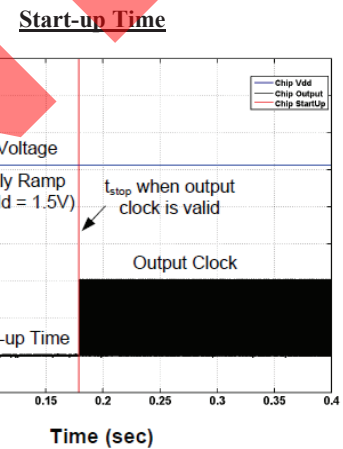 Start-up Time
Chip Vdd
Chip Output
Chip StartUp
Voltage
Ramp
= 1.5V)
t_stop when output
clock is valid
Output Clock
-up Time
0.15 0.2 0.25 0.3 0.35 0.4
Time (sec)